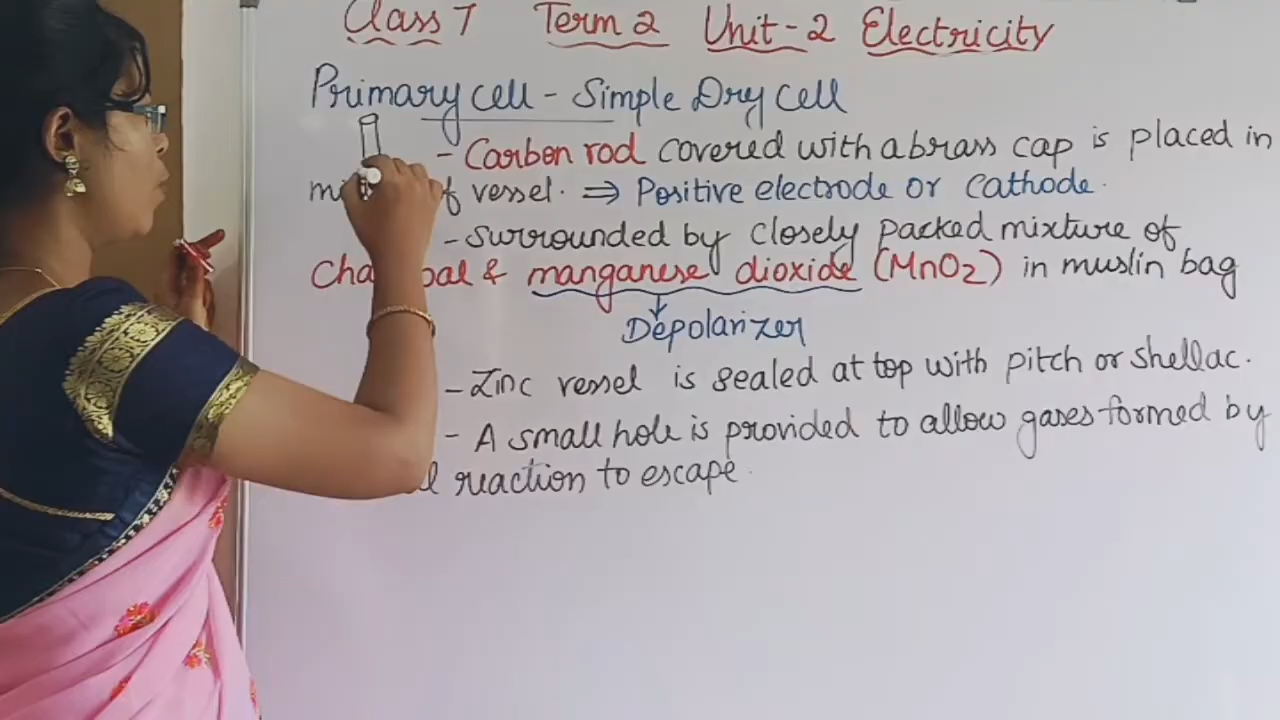 Class 7 Term 2 Unit-2 Electricity
Primary cell - Simple Dry cell
- Carbon rod covered with a brass cap is placed in
of vessel. ⇒ Positive electrode or cathode.
- Surrounded by closely packed mixture of
& manganese dioxide (MnO2) in muslin bag
Depolarizer
- Zinc vessel is sealed at top with pitch or shellac.
- A small hole is provided to allow gases formed by
reaction to escape.